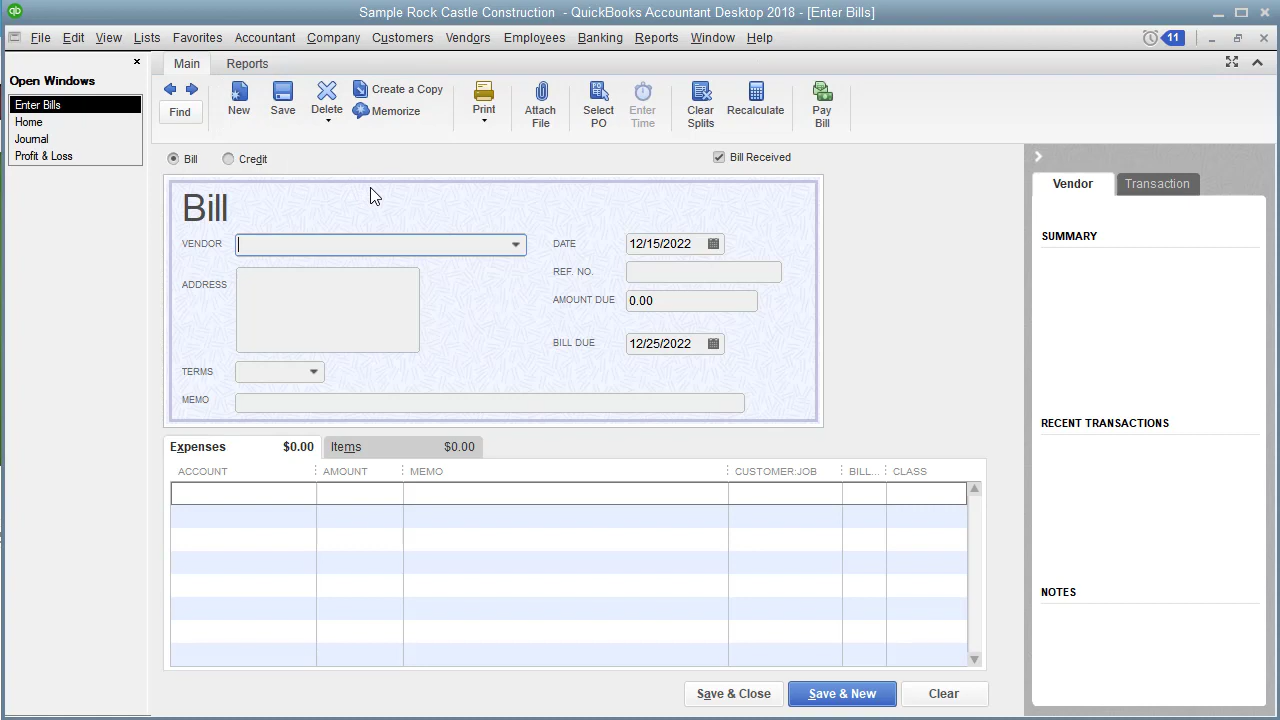 Sample Rock Castle Construction - QuickBooks Accountant Desktop 2018 - [Enter Bills]
File Edit View Lists Favorites Accountant Company Customers Vendors Employees Banking Reports Window Help 11
Open Windows
Enter Bills
Home
Journal
Profit & Loss
Main Reports
Find New Save Delete Create a Copy Memorize Print Attach File Select PO Enter Time Clear Splits Recalculate Pay Bill
Bill Credit Bill Received
Bill
VENDOR DATE 12/15/2022
ADDRESS REF. NO.
AMOUNT DUE 0.00
BILL DUE 12/25/2022
TERMS
MEMO
Expenses $0.00 Items $0.00
ACCOUNT AMOUNT MEMO CUSTOMER:JOB BILL... CLASS
Save & Close Save & New Clear
Vendor Transaction
SUMMARY
RECENT TRANSACTIONS
NOTES